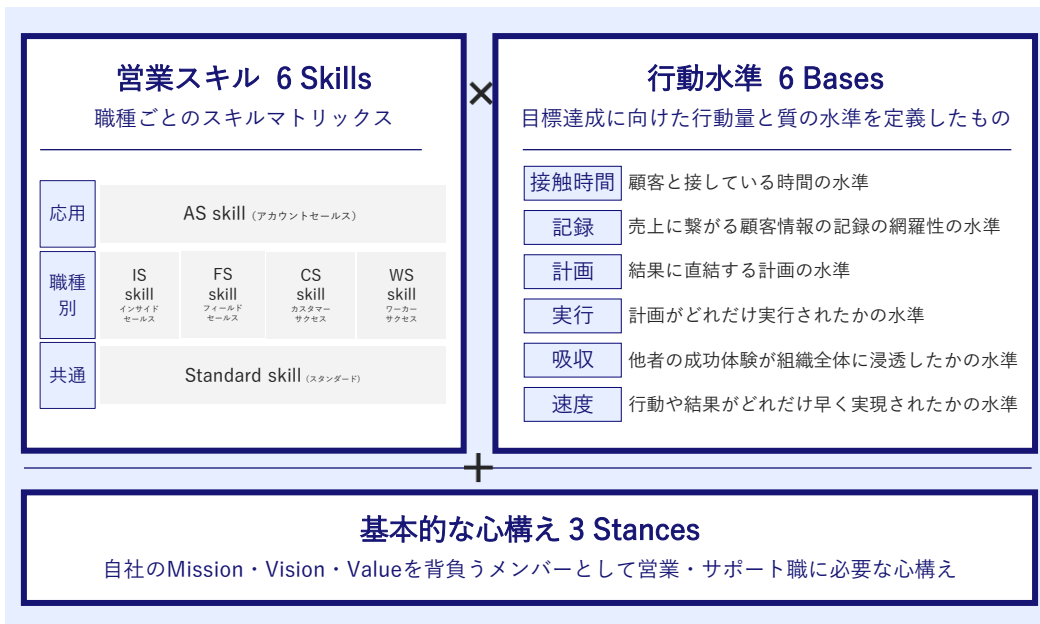 営業スキル 6 Skills
職種ごとのスキルマトリックス
応用
AS skill (アカウントセールス)
職種
別
IS
skill
インサイド
セールス
FS
skill
フィールド
セールス
CS
skill
カスタマー
サクセス
WS
skill
ワーカー
サクセス
共通
Standard skill (スタンダード)
×
行動水準 6 Bases
目標達成に向けた行動量と質の水準を定義したもの
接触時間 顧客と接している時間の水準
記録 売上に繋がる顧客情報の記録の網羅性の水準
計画 結果に直結する計画の水準
実行 計画がどれだけ実行されたかの水準
吸収 他者の成功体験が組織全体に浸透したかの水準
速度 行動や結果がどれだけ早く実現されたかの水準
+
基本的な心構え 3 Stances
自社のMission・Vision・Valueを背負うメンバーとして営業・サポート職に必要な心構え